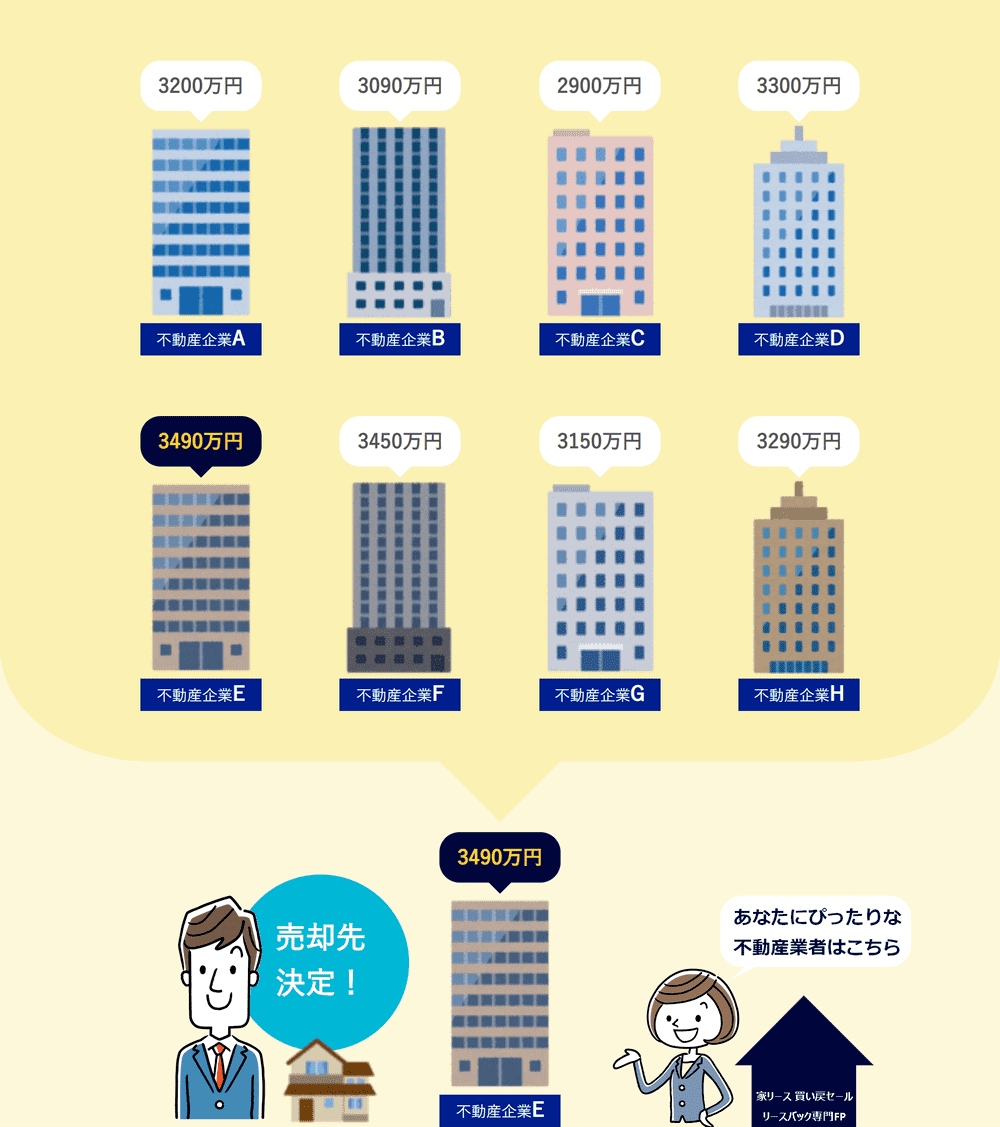 3200万円
3090万円
2900万円
3300万円
不動産企業A
不動産企業B
不動産企業C
不動産企業D
3490万円
3450万円
3150万円
3290万円
不動産企業E
不動産企業F
不動産企業G
不動産企業H
3490万円
売却先
決定！
あなたにぴったりな
不動産業者はこちら
家リース 買い戻セール
リースバック専門FP
不動産企業E